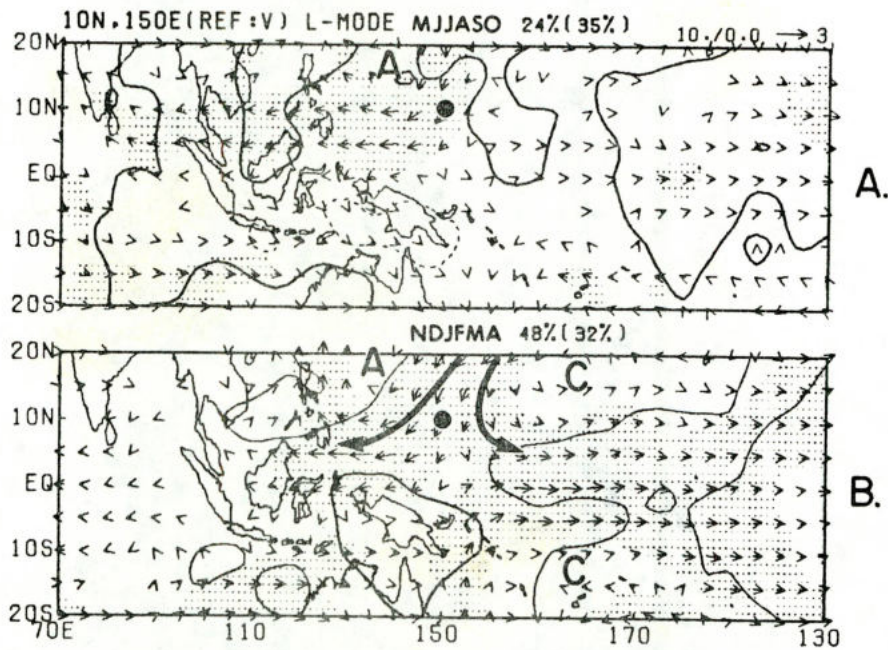 10N,150E(REF:V) L-MODE MJJASO 24%(35%)
10./0.0 → 3
20N
10N
EQ
10S
20S
A
A.
NDJFMA 48%(32%)
20N
10N
EQ
10S
20S
A
C
C
B.
70E 110 150 170 130